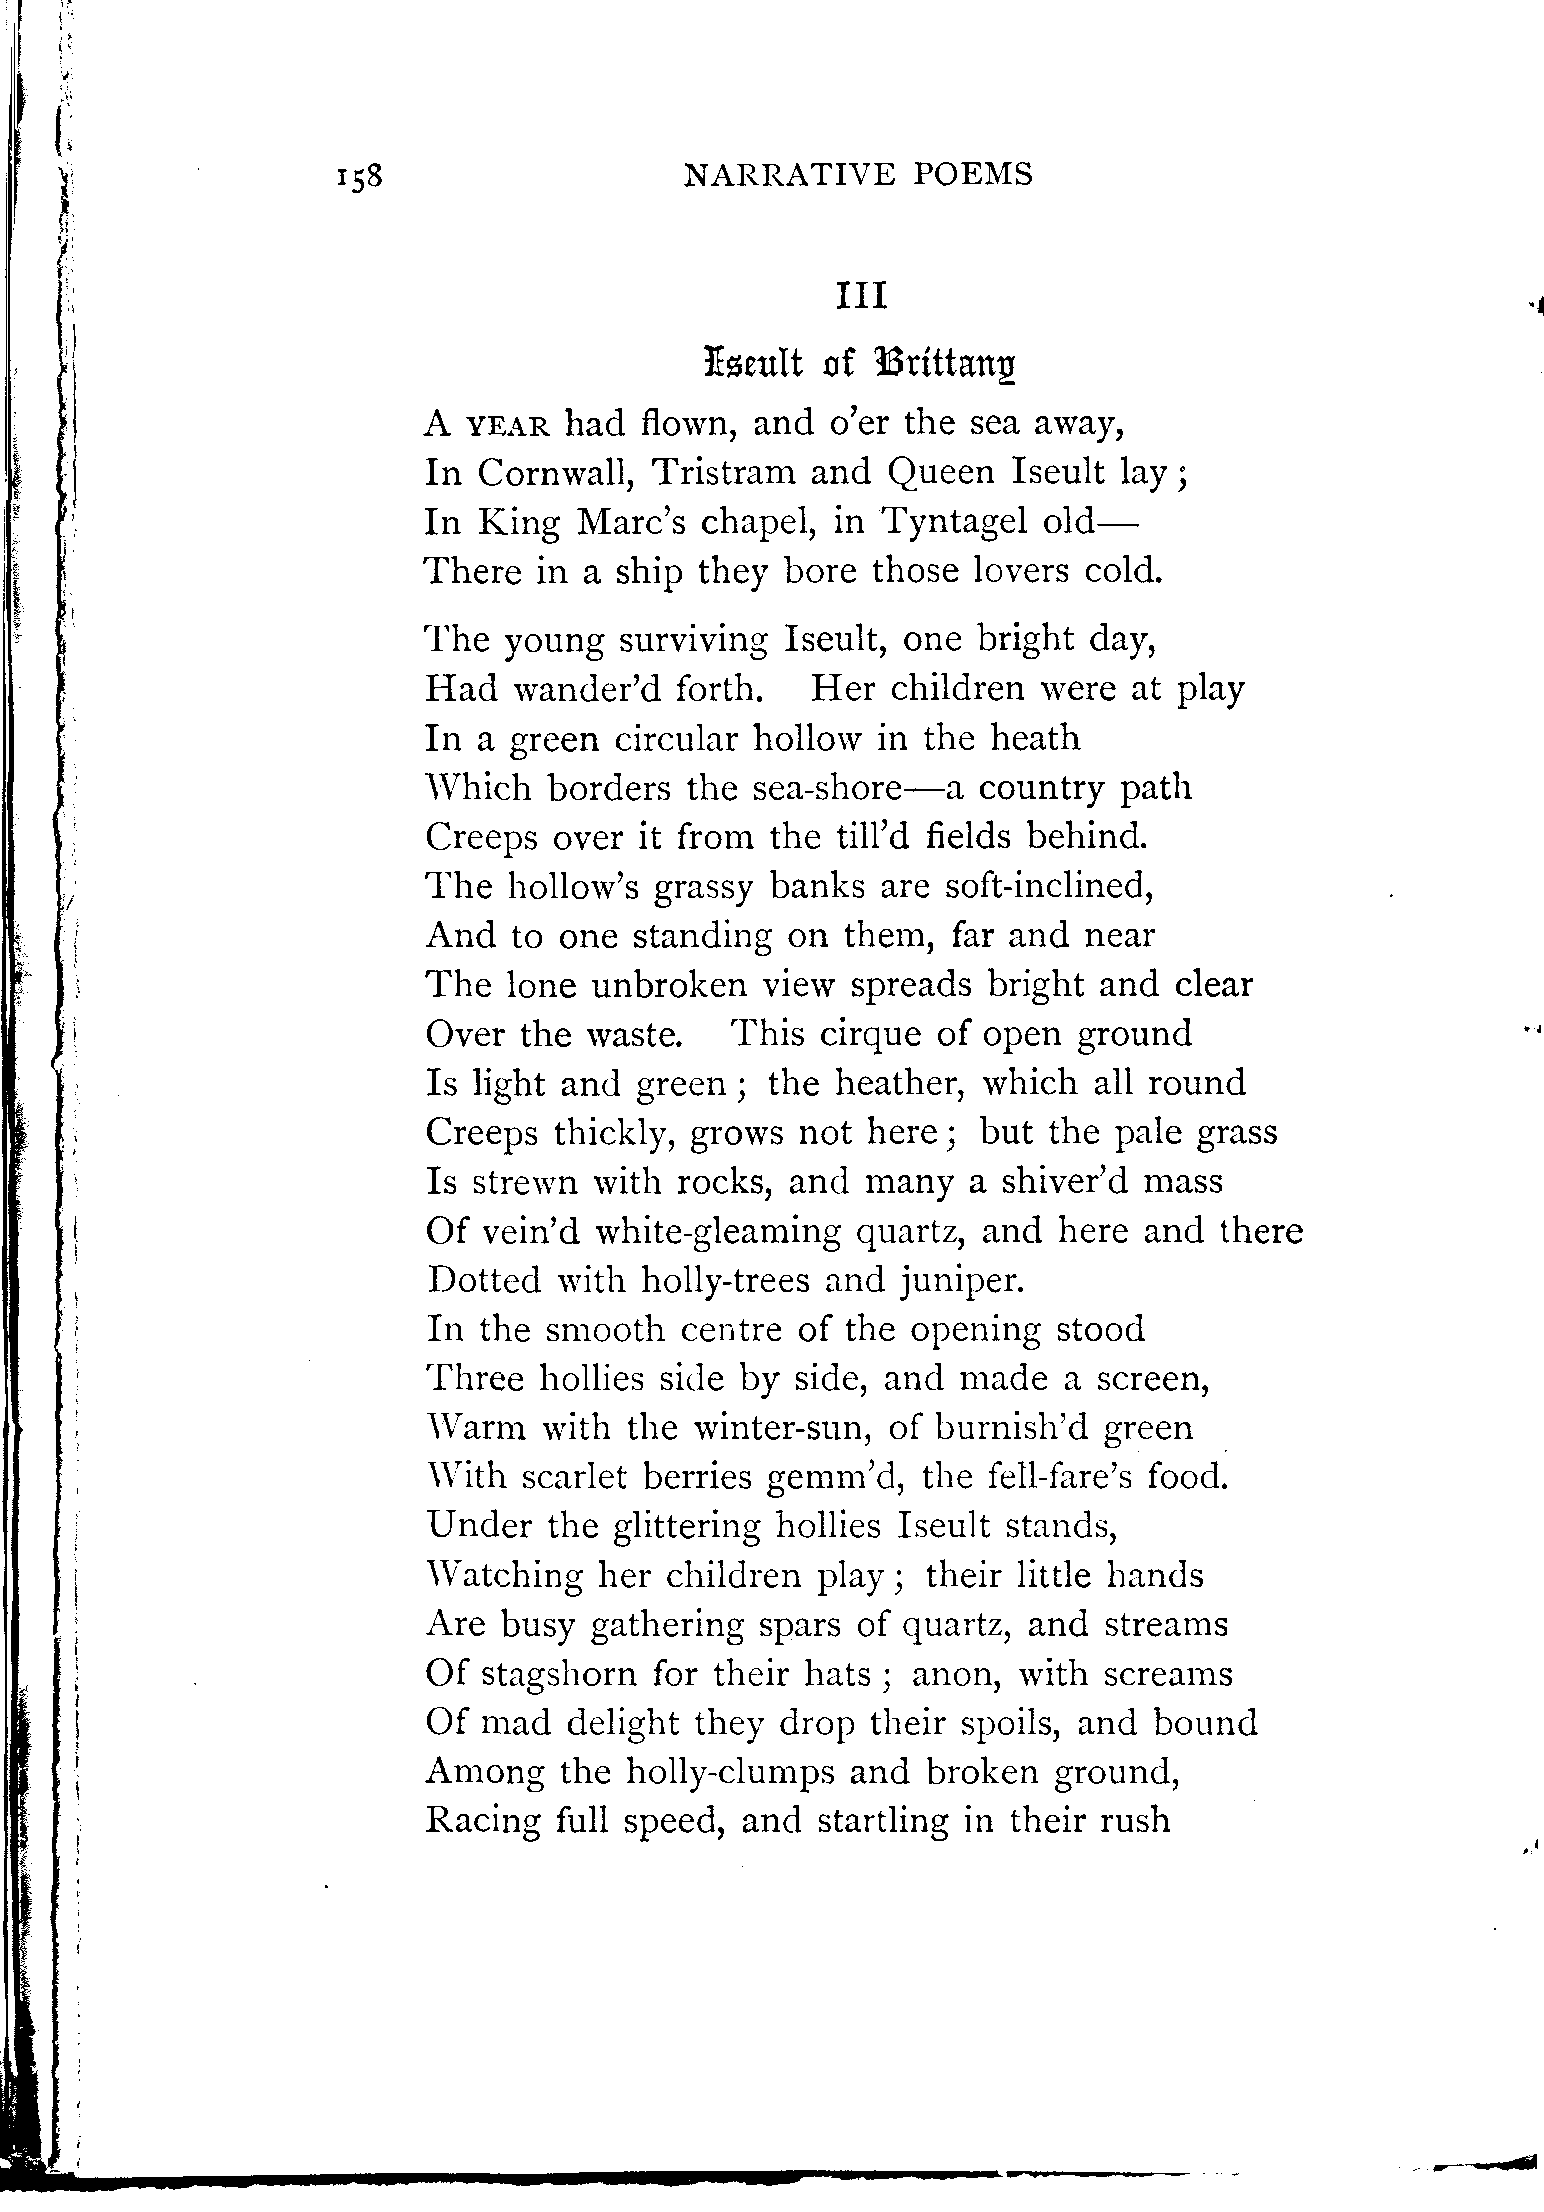 158 NARRATIVE POEMS
III
Iseult of Brittany
A YEAR had flown, and o'er the sea away,
In Cornwall, Tristram and Queen Iseult lay ;
In King Marc's chapel, in Tyntagel old—
There in a ship they bore those lovers cold.
The young surviving Iseult, one bright day,
Had wander'd forth. Her children were at play
In a green circular hollow in the heath
Which borders the sea-shore—a country path
Creeps over it from the till'd fields behind.
The hollow's grassy banks are soft-inclined,
And to one standing on them, far and near
The lone unbroken view spreads bright and clear
Over the waste. This cirque of open ground
Is light and green ; the heather, which all round
Creeps thickly, grows not here ; but the pale grass
Is strewn with rocks, and many a shiver'd mass
Of vein'd white-gleaming quartz, and here and there
Dotted with holly-trees and juniper.
In the smooth centre of the opening stood
Three hollies side by side, and made a screen,
Warm with the winter-sun, of burnish'd green
With scarlet berries gemm'd, the fell-fare's food.
Under the glittering hollies Iseult stands,
Watching her children play ; their little hands
Are busy gathering spars of quartz, and streams
Of stagshorn for their hats ; anon, with screams
Of mad delight they drop their spoils, and bound
Among the holly-clumps and broken ground,
Racing full speed, and startling in their rush